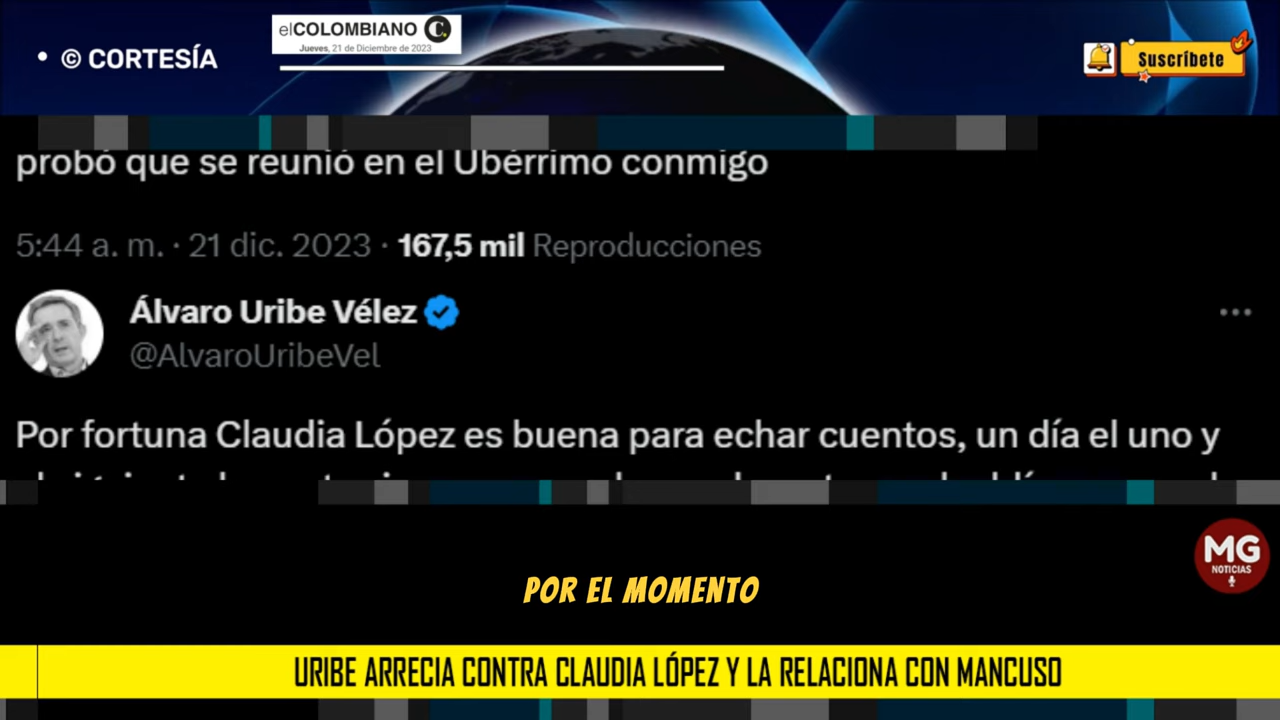 • © CORTESÍA
elCOLOMBIANO C.
Jueves, 21 de Diciembre de 2023
Suscríbete
probó que se reunió en el Ubérrimo conmigo
5:44 a. m. · 21 dic. 2023 · 167,5 mil Reproducciones
Álvaro Uribe Vélez
@AlvaroUribeVel
Por fortuna Claudia López es buena para echar cuentos, un día el uno y
MG
NOTICIAS
POR EL MOMENTO
URIBE ARRECIA CONTRA CLAUDIA LÓPEZ Y LA RELACIONA CON MANCUSO